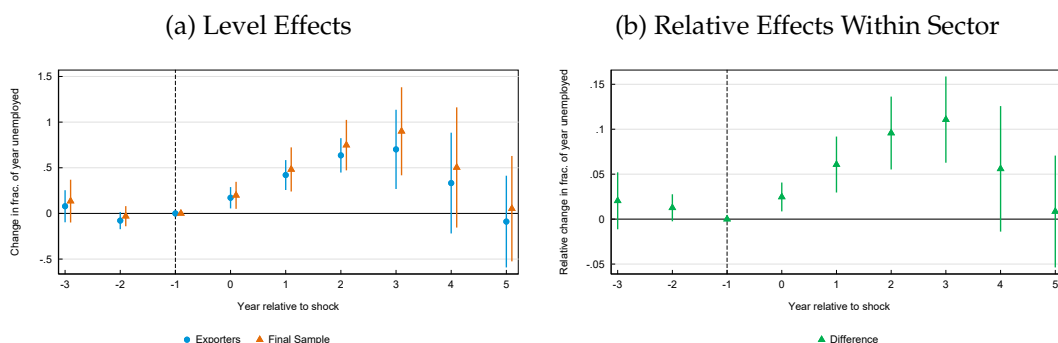 (a) Level Effects
1.5
1
.5
0
-.5
Change in frac. of year unemployed
-3 -2 -1 0 1 2 3 4 5
Year relative to shock
Exporters Final Sample
(b) Relative Effects Within Sector
.15
.1
.05
0
-.05
Relative change in frac. of year unemployed
-3 -2 -1 0 1 2 3 4 5
Year relative to shock
Difference